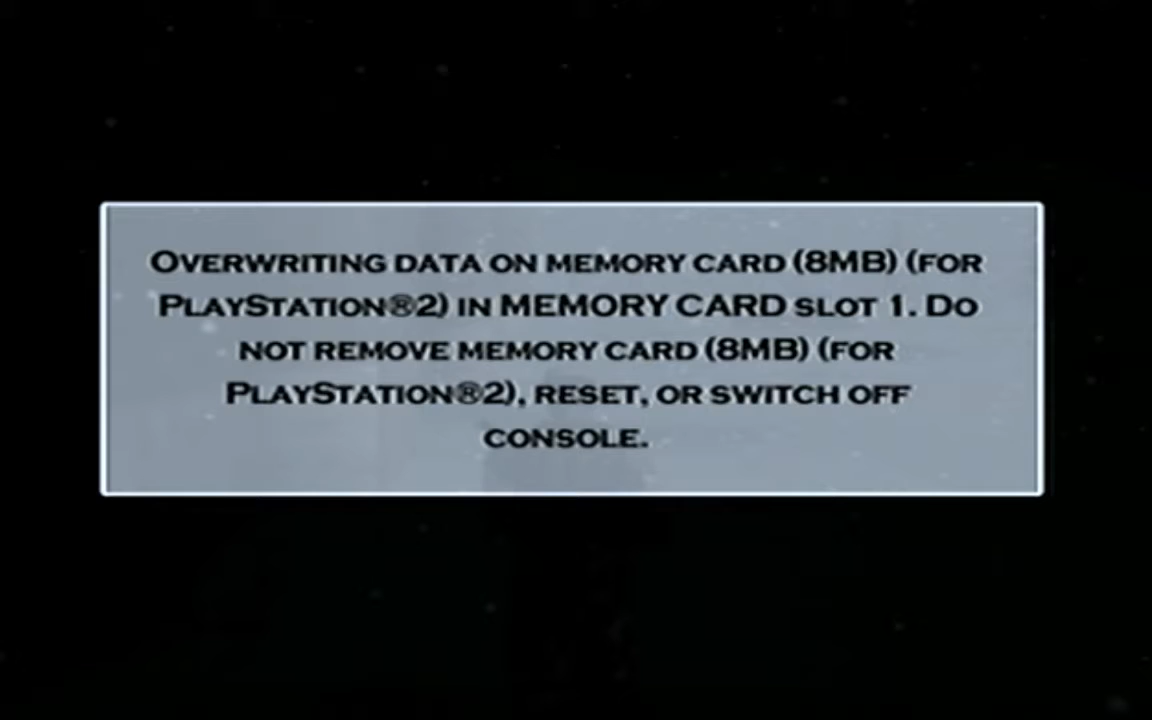 Overwriting data on memory card (8MB) (for
PlayStation®2) in MEMORY CARD slot 1. Do
not remove memory card (8MB) (for
PlayStation®2), reset, or switch off
console.